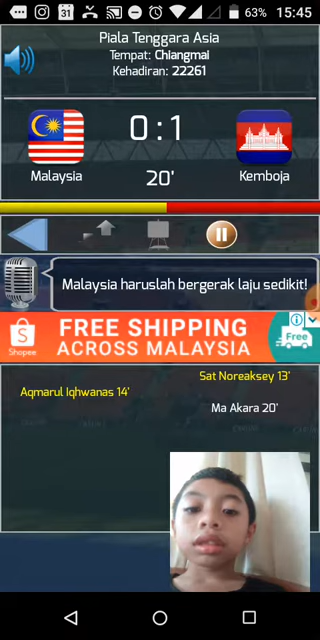 31
63% 15:45
Piala Tenggara Asia
Tempat: Chiangmai
Kehadiran: 22261
0 : 1
Malaysia
Kemboja
20'
Malaysia haruslah bergerak laju sedikit!
Shopee
FREE SHIPPING
ACROSS MALAYSIA
Free
Sat Noreaksey 13'
Aqmarul Iqhwanas 14'
Ma Akara 20'